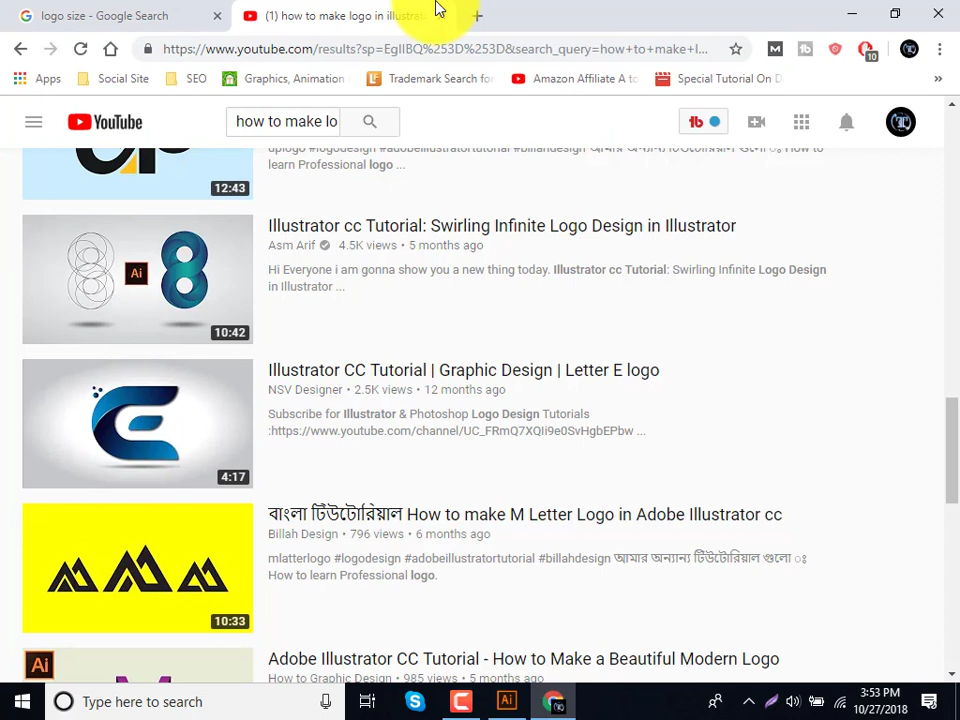 logo size - Google Search
(1) how to make logo in illustrat
https://www.youtube.com/results?sp=EgIIBQ%253D%253D&search_query=how+to+make+l...
10
Apps
Social Site
SEO
Graphics, Animation
Trademark Search for
Amazon Affiliate A to
Special Tutorial On D
»
YouTube
how to make lo
tb
12:43
learn Professional logo ...
Illustrator cc Tutorial: Swirling Infinite Logo Design in Illustrator
Asm Arif 4.5K views • 5 months ago
Hi Everyone i am gonna show you a new thing today. Illustrator cc Tutorial: Swirling Infinite Logo Design
in Illustrator ...
Ai
10:42
Illustrator CC Tutorial | Graphic Design | Letter E logo
NSV Designer • 2.5K views • 12 months ago
Subscribe for Illustrator & Photoshop Logo Design Tutorials
:https://www.youtube.com/channel/UC_FRmQ7XQIi9e0SvHgbEPbw ...
4:17
বাংলা টিউটোরিয়াল How to make M Letter Logo in Adobe Illustrator cc
Billah Design • 796 views • 6 months ago
mlatterlogo #logodesign #adobeillustratortutorial #billahdesign আমার অন্যান্য টিউটোরিয়াল গুলো ঃ
How to learn Professional logo.
10:33
Adobe Illustrator CC Tutorial - How to Make a Beautiful Modern Logo
How to Graphic Design • 985 views • 5 months ago
Ai
Type here to search
Ai
3:53 PM
10/27/2018